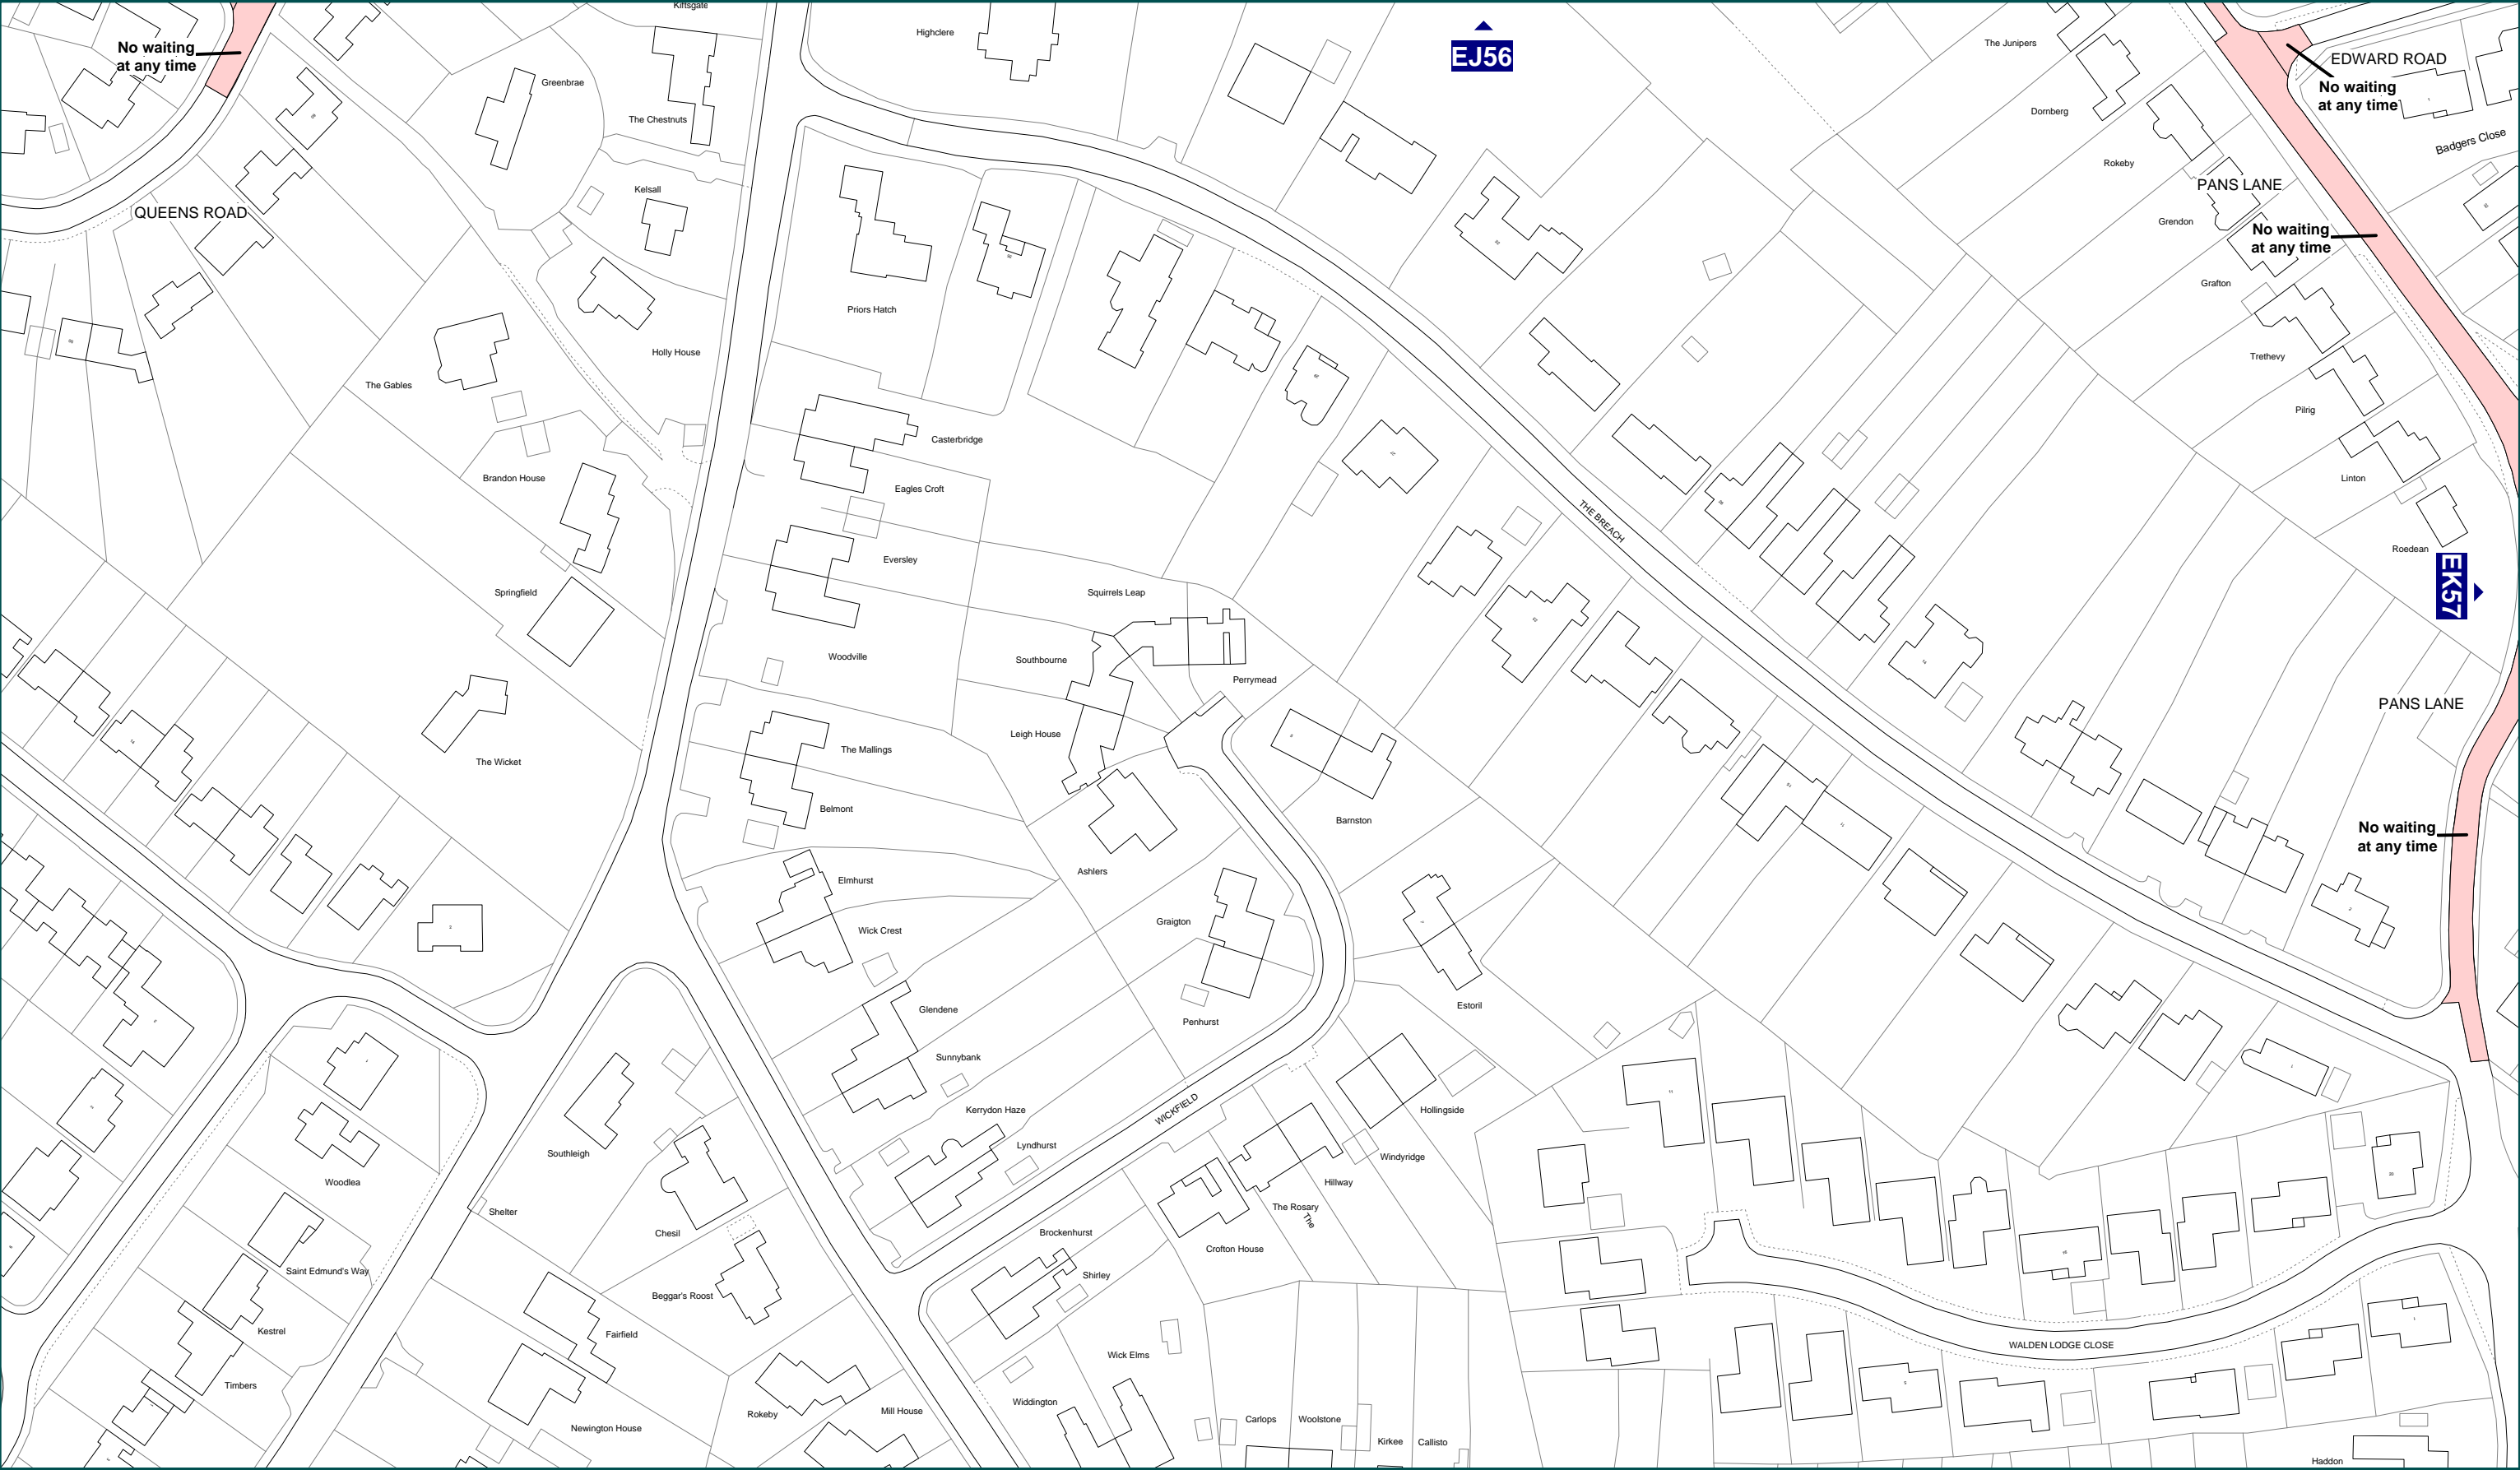 Kiftsgate
Highclere
EJ56
The Junipers
EDWARD ROAD
No waiting
at any time
No waiting
at any time
Greenbrae
The Chestnuts
Dornberg
Badgers Close
Rokeby
PANS LANE
Kelsall
QUEENS ROAD
Grendon
No waiting
at any time
Grafton
Priors Hatch
Holly House
Trethevy
The Gables
Pilrig
Casterbridge
Brandon House
Linton
Eagles Croft
THE BREACH
Roedean
Eversley
EK57
Springfield
Squirrels Leap
Woodville
Southbourne
Perrymead
PANS LANE
Leigh House
The Mallings
The Wicket
Belmont
Barnston
No waiting
at any time
Ashlers
Elmhurst
Graigton
Wick Crest
Estoril
Glendene
Penhurst
Sunnybank
Kerrydon Haze
WICKFIELD
Hollingside
Lyndhurst
Southleigh
Windyridge
Woodlea
Hillway
Shelter
The Rosary
The
Chesil
Brockenhurst
Crofton House
Saint Edmund's Way
Shirley
Beggar's Roost
Kestrel
Fairfield
WALDEN LODGE CLOSE
Wick Elms
Timbers
Widdington
Rokeby
Mill House
Newington House
Carlops
Woolstone
Kirkee
Callisto
Haddon